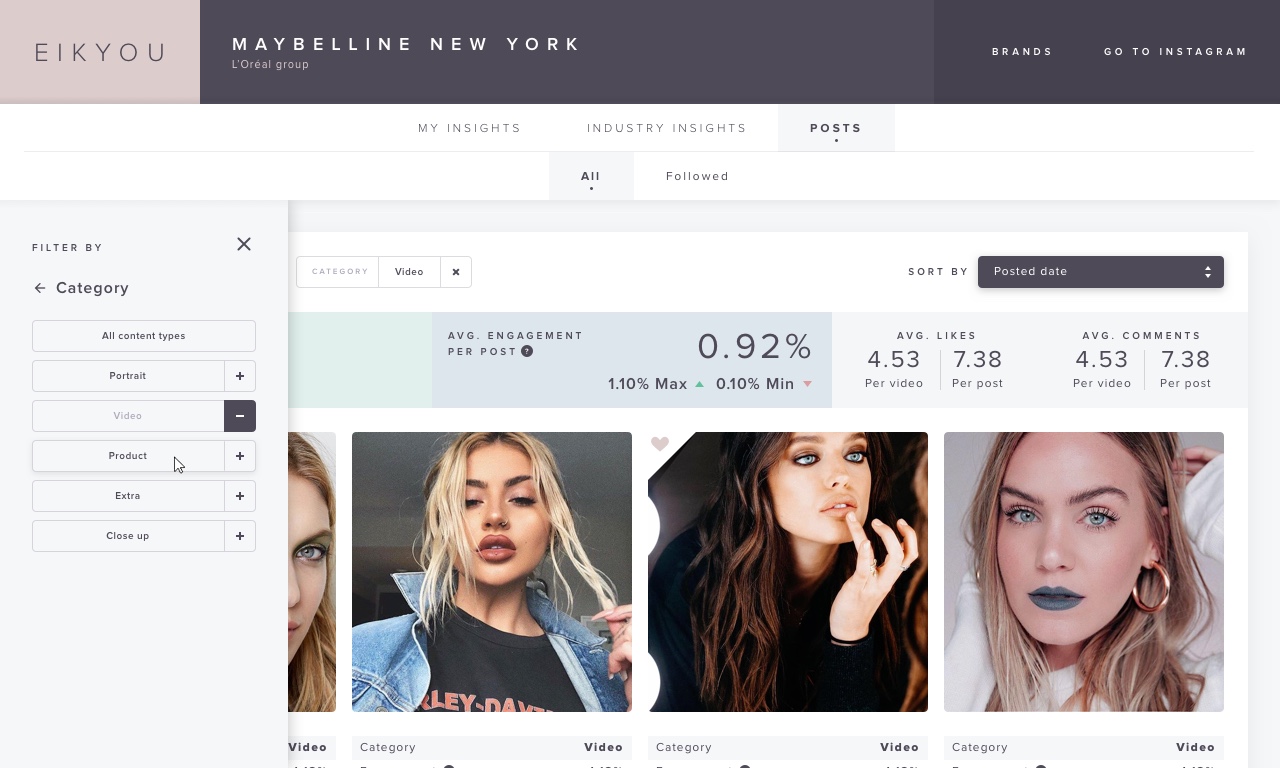 EIKYOU
MAYBELLINE NEW YORK
L'Oréal group
BRANDS
GO TO INSTAGRAM
MY INSIGHTS
INDUSTRY INSIGHTS
POSTS
All
Followed
FILTER BY
Category
All content types
Portrait
Video
Product
Extra
Close up
CATEGORY
Video
SORT BY
Posted date
AVG. ENGAGEMENT
PER POST ?
0.92%
1.10% Max
0.10% Min
AVG. LIKES
4.53
Per video
7.38
Per post
AVG. COMMENTS
4.53
Per video
7.38
Per post
Video
Category
Video
Category
Video
Category
Video